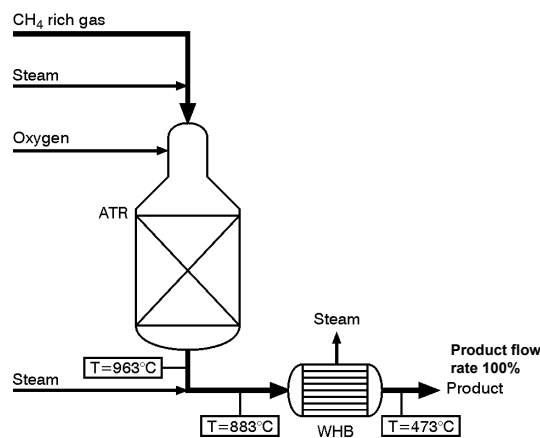 CH₄ rich gas
Steam
Oxygen
ATR
T=963°C
Steam
Steam
Product flow
rate 100%
Product
T=883°C
WHB
T=473°C